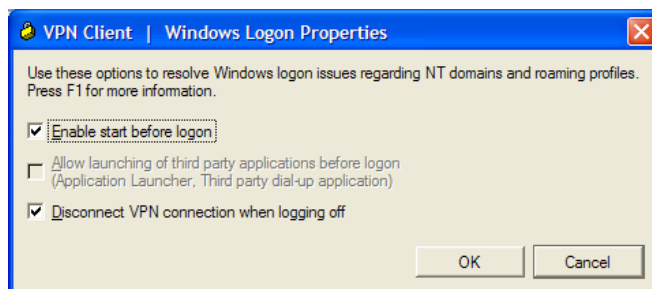 VPN Client | Windows Logon Properties
Use these options to resolve Windows logon issues regarding NT domains and roaming profiles.
Press F1 for more information.
Enable start before logon
Allow launching of third party applications before logon
(Application Launcher, Third party dial-up application)
Disconnect VPN connection when logging off
OK Cancel